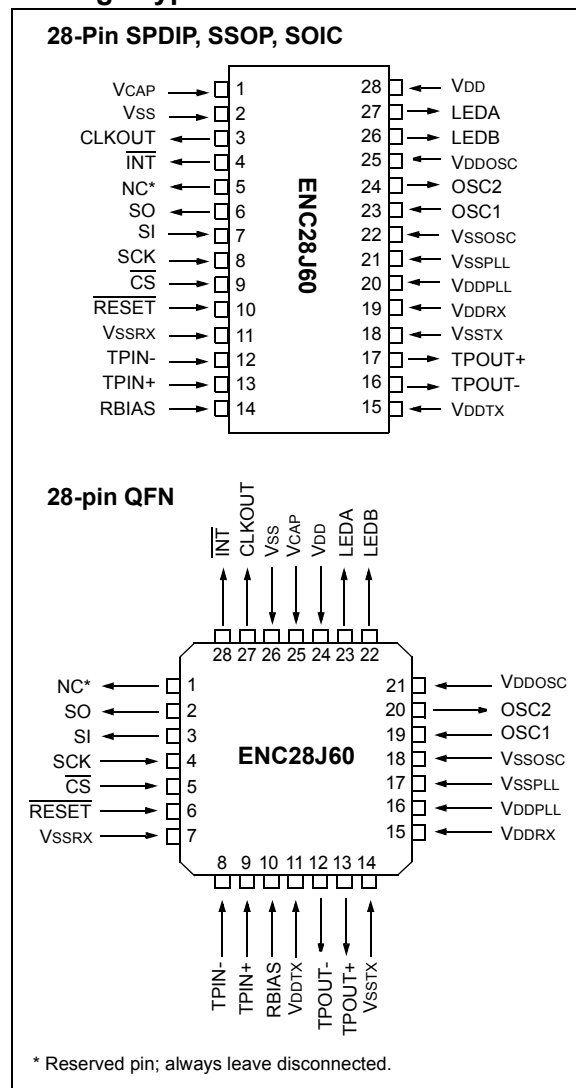 28-Pin SPDIP, SSOP, SOIC
VCAP 1 28 VDD
VSS 2 27 LEDA
CLKOUT 3 26 LEDB
INT 4 25 VDDOSC
NC* 5 24 OSC2
SO 6 23 OSC1
SI 7 22 VSSOSC
SCK 8 21 VSSPLL
CS 9 20 VDDPLL
RESET 10 19 VDDRX
VSSRX 11 18 VSSTX
TPIN- 12 17 TPOUT+
TPIN+ 13 16 TPOUT-
RBIAS 14 15 VDDTX
ENC28J60
28-pin QFN
INT CLKOUT VSS VCAP VDD LEDA LEDB
28 27 26 25 24 23 22
NC* 1 21 VDDOSC
SO 2 20 OSC2
SI 3 19 OSC1
SCK 4 18 VSSOSC
CS 5 17 VSSPLL
RESET 6 16 VDDPLL
VSSRX 7 15 VDDRX
ENC28J60
8 9 10 11 12 13 14
TPIN- TPIN+ RBIAS VDDTX TPOUT- TPOUT+ VSSTX
* Reserved pin; always leave disconnected.